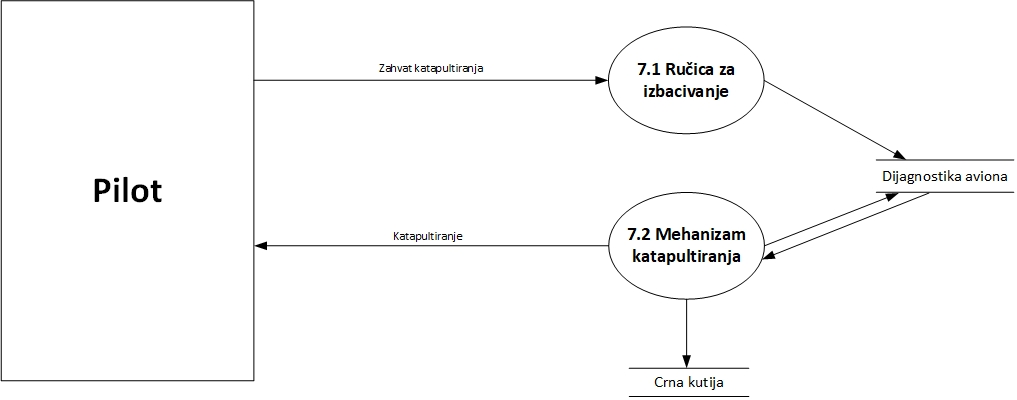 Zahvat katapultiranja
7.1 Ručica za
izbacivanje
Pilot
Dijagnostika aviona
Katapultiranje
7.2 Mehanizam
katapultiranja
Crna kutija